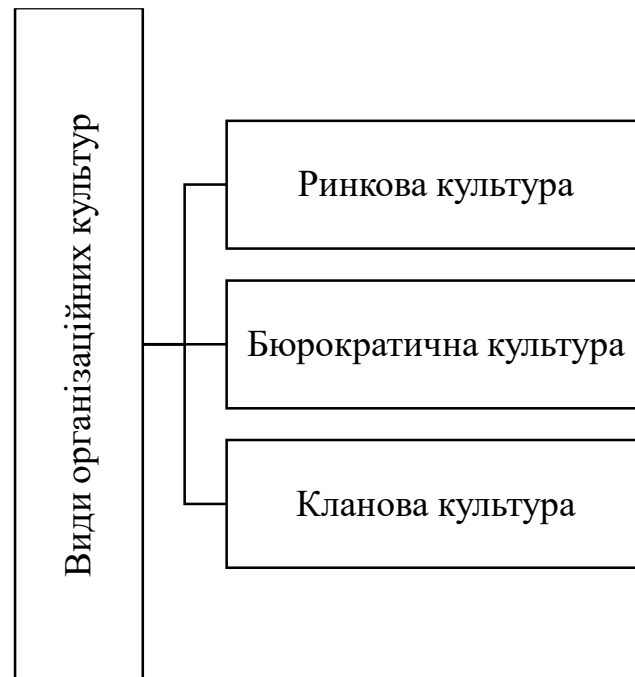 Види організаційних культур
Ринкова культура
Бюрократична культура
Кланова культура